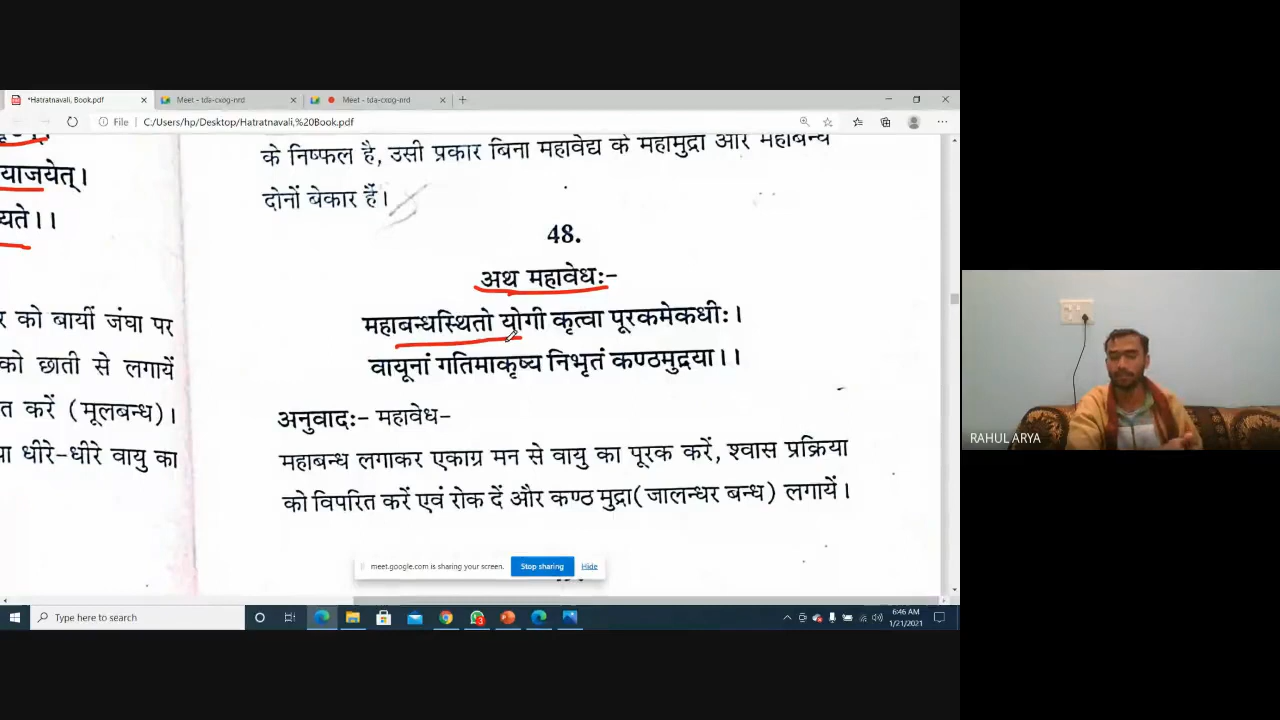 *Hatratnavali, Book.pdf
Meet - tda-cxog-nrd
Meet - tda-cxog-nrd
File
C:/Users/hp/Desktop/Hatratnavali,%20Book.pdf
के निष्फल है, उसी प्रकार बिना महावेद्य के महामुद्रा और महाबन्ध
दोनों बेकार हैं।
याजयेत्।
यते।।
48.
अथ महावेधः-
महाबन्धस्थितो योगी कृत्वा पूरकमेकधीः।
वायूनां गतिमाकृष्य निभृतं कण्ठमुद्रया।।
र को बायीं जंघा पर
को छाती से लगायें
त करें (मूलबन्ध)।
धीरे-धीरे वायु का
अनुवादः- महावेध-
महाबन्ध लगाकर एकाग्र मन से वायु का पूरक करें, श्वास प्रक्रिया
को विपरित करें एवं रोक दें और कण्ठ मुद्रा(जालन्धर बन्ध) लगायें।
meet.google.com is sharing your screen.
Stop sharing
Hide
Type here to search
3
6:46 AM
1/21/2021
RAHUL ARYA